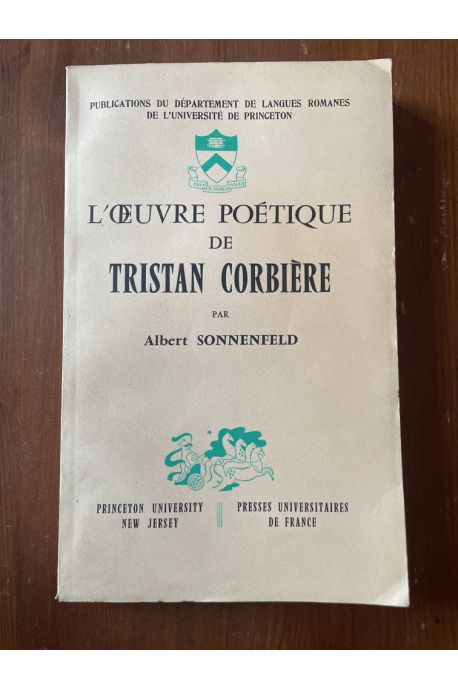 PUBLICATIONS DU DÉPARTEMENT DE LANGUES ROMANES
DE L'UNIVERSITÉ DE PRINCETON
L'ŒUVRE POÉTIQUE
DE
TRISTAN CORBIÈRE
PAR
Albert SONNENFELD
PRINCETON UNIVERSITY
NEW JERSEY
PRESSES UNIVERSITAIRES
DE FRANCE